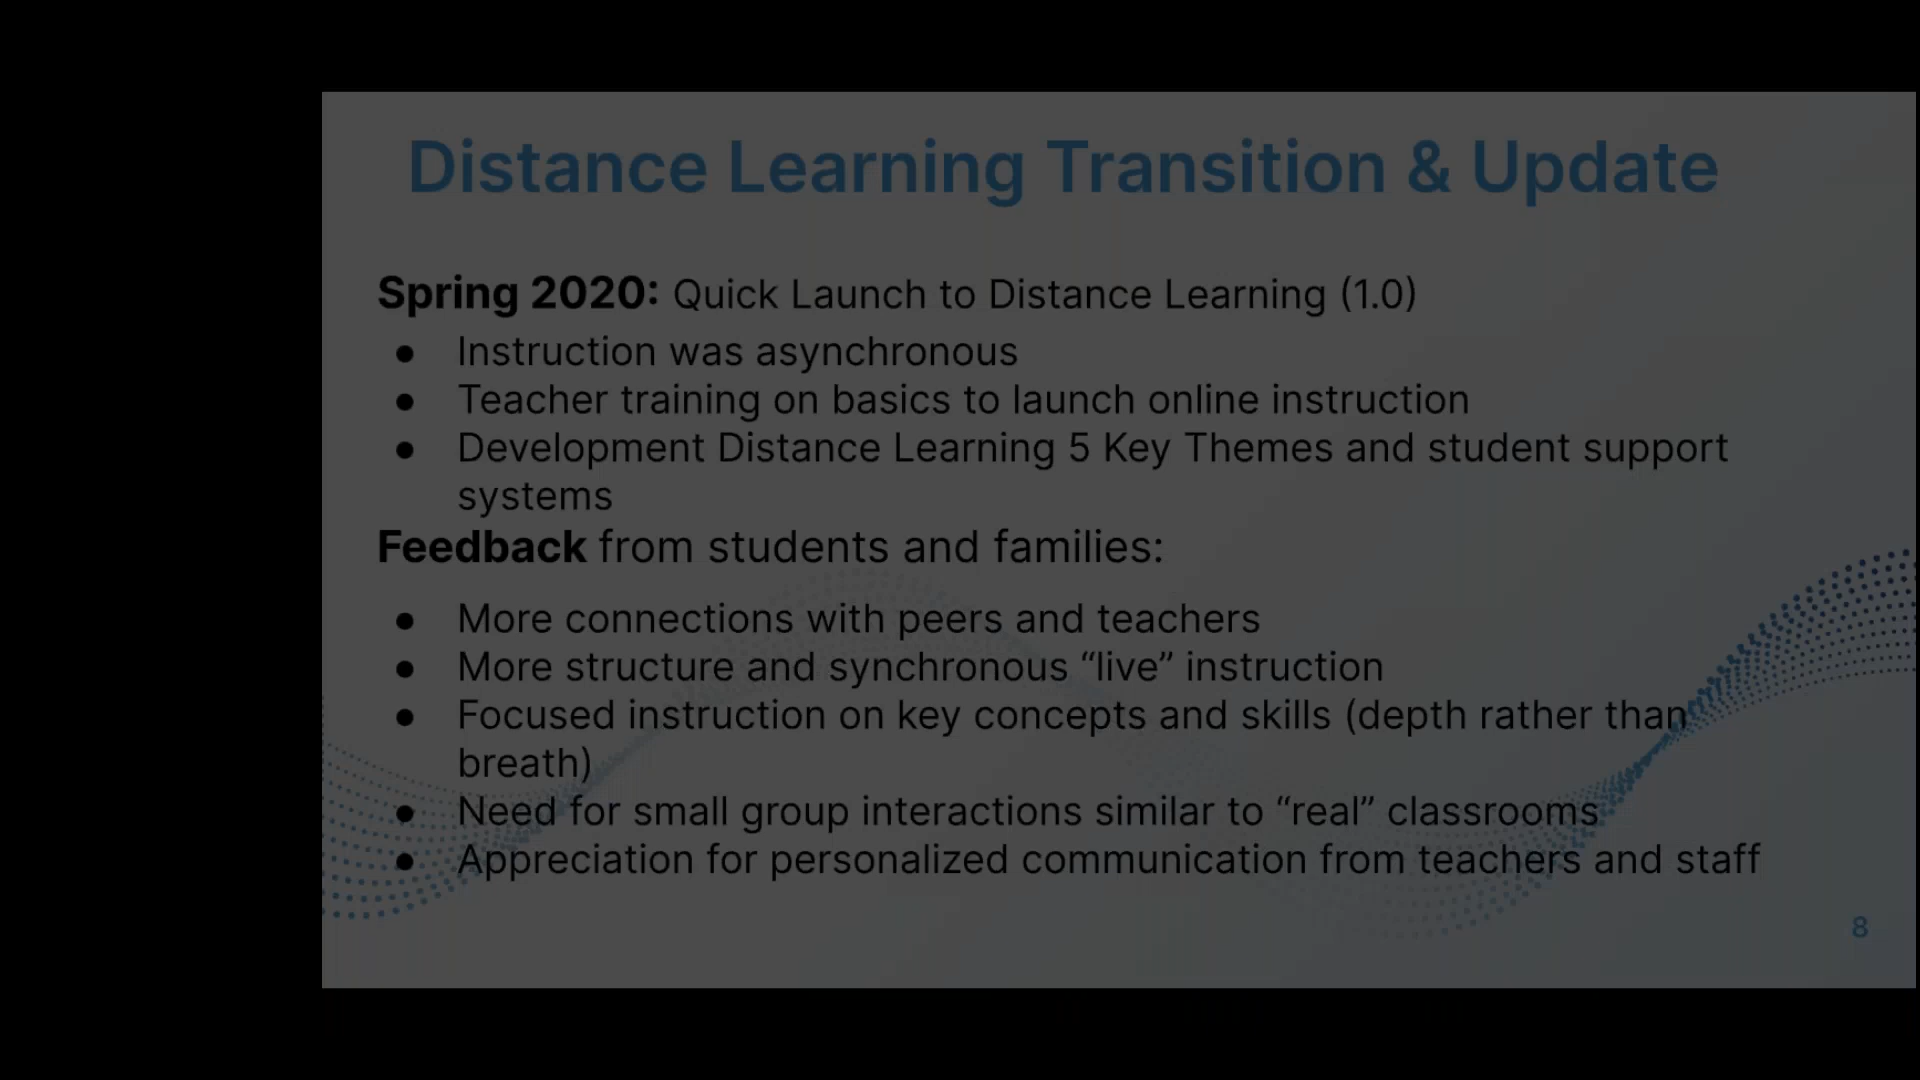 Distance Learning Transition & Update
Spring 2020: Quick Launch to Distance Learning (1.0)
● Instruction was asynchronous
● Teacher training on basics to launch online instruction
● Development Distance Learning 5 Key Themes and student support
systems
Feedback from students and families:
● More connections with peers and teachers
● More structure and synchronous “live” instruction
● Focused instruction on key concepts and skills (depth rather than
breath)
● Need for small group interactions similar to “real” classrooms
● Appreciation for personalized communication from teachers and staff
8